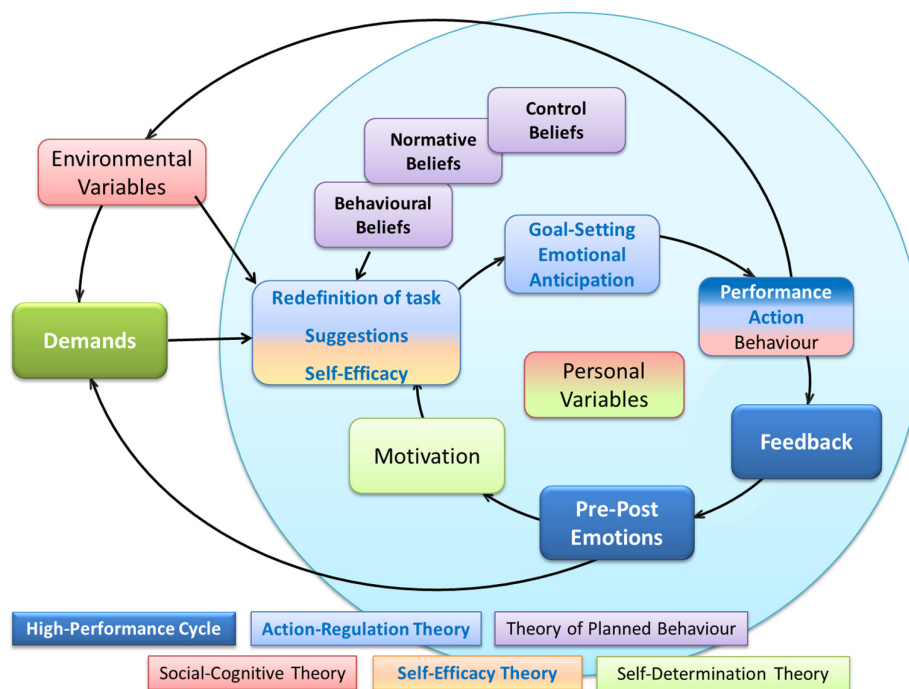 Control
Beliefs
Normative
Beliefs
Environmental
Variables
Behavioural
Beliefs
Goal-Setting
Emotional
Anticipation
Redefinition of task
Suggestions
Self-Efficacy
Performance
Action
Behaviour
Demands
Personal
Variables
Motivation
Feedback
Pre-Post
Emotions
High-Performance Cycle
Action-Regulation Theory
Theory of Planned Behaviour
Social-Cognitive Theory
Self-Efficacy Theory
Self-Determination Theory